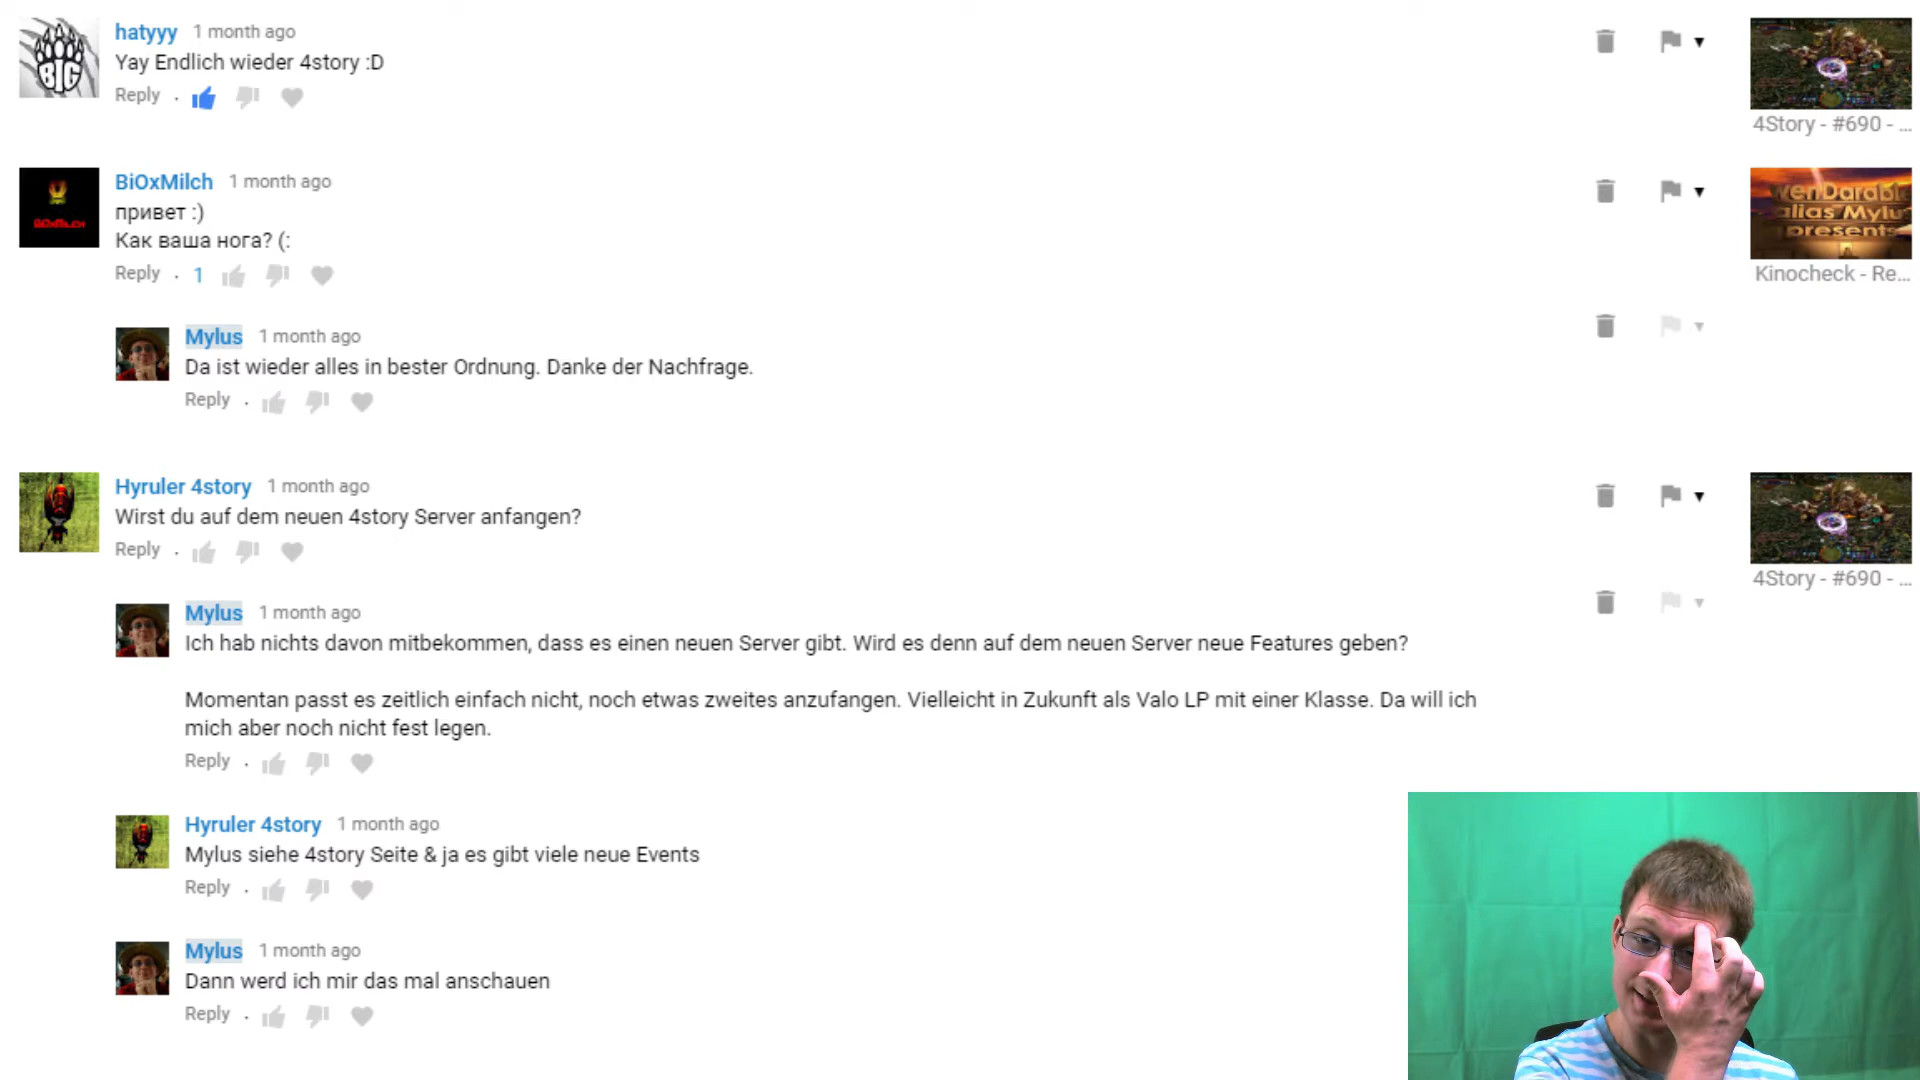 hatyyy 1 month ago
Yay Endlich wieder 4story :D
Reply
BIG
4Story - #690 - ...
BiOxMilch 1 month ago
привет :)
Как ваша нога? (:
Reply 1
BiOxMilch
wenDarable
alias Mylu
presents
Kinocheck - Re...
Mylus 1 month ago
Da ist wieder alles in bester Ordnung. Danke der Nachfrage.
Reply
Hyruler 4story 1 month ago
Wirst du auf dem neuen 4story Server anfangen?
Reply
4Story - #690 - ...
Mylus 1 month ago
Ich hab nichts davon mitbekommen, dass es einen neuen Server gibt. Wird es denn auf dem neuen Server neue Features geben?
Momentan passt es zeitlich einfach nicht, noch etwas zweites anzufangen. Vielleicht in Zukunft als Valo LP mit einer Klasse. Da will ich
mich aber noch nicht fest legen.
Reply
Hyruler 4story 1 month ago
Mylus siehe 4story Seite & ja es gibt viele neue Events
Reply
Mylus 1 month ago
Dann werd ich mir das mal anschauen
Reply